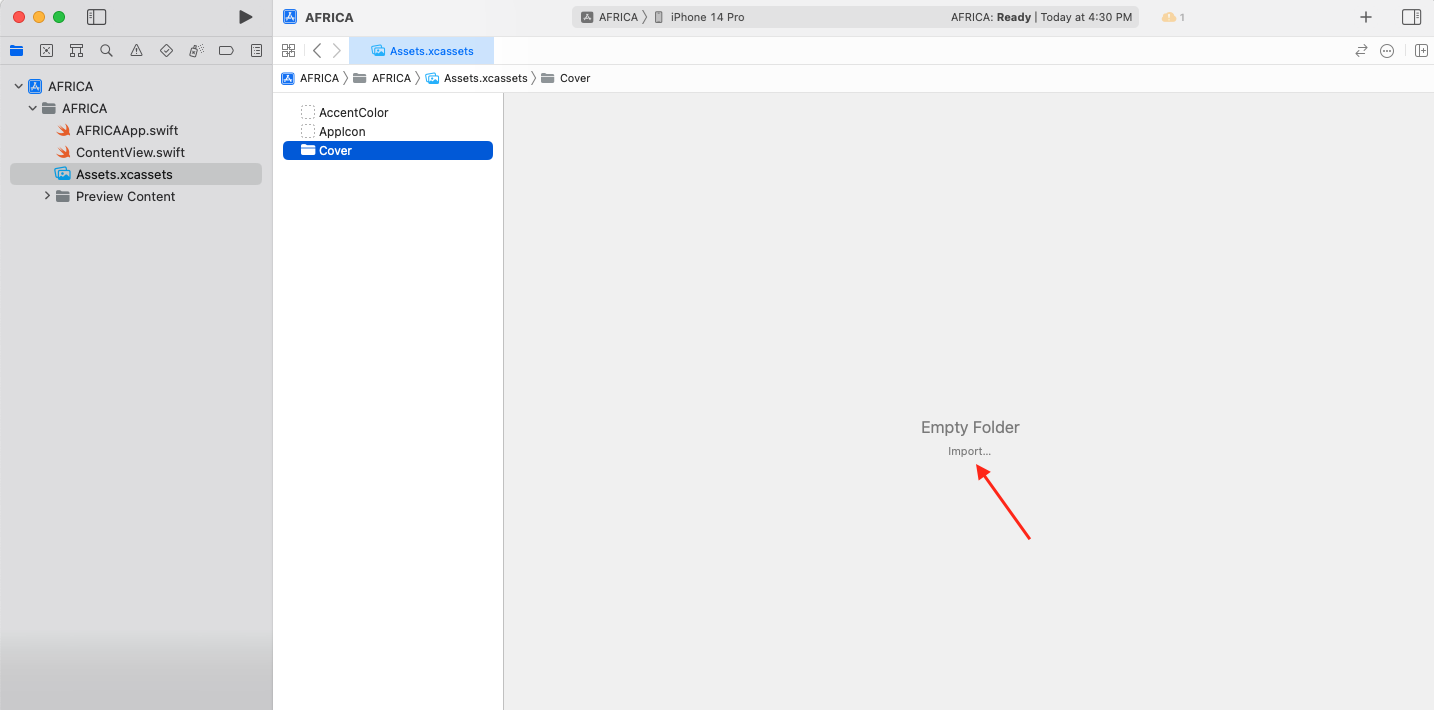 AFRICA
AFRICA iPhone 14 Pro AFRICA: Ready | Today at 4:30 PM 1
Assets.xcassets
AFRICA AFRICA Assets.xcassets Cover
AFRICA
AFRICA
AFRICAApp.swift
ContentView.swift
Assets.xcassets
Preview Content
AccentColor
AppIcon
Cover
Empty Folder
Import...